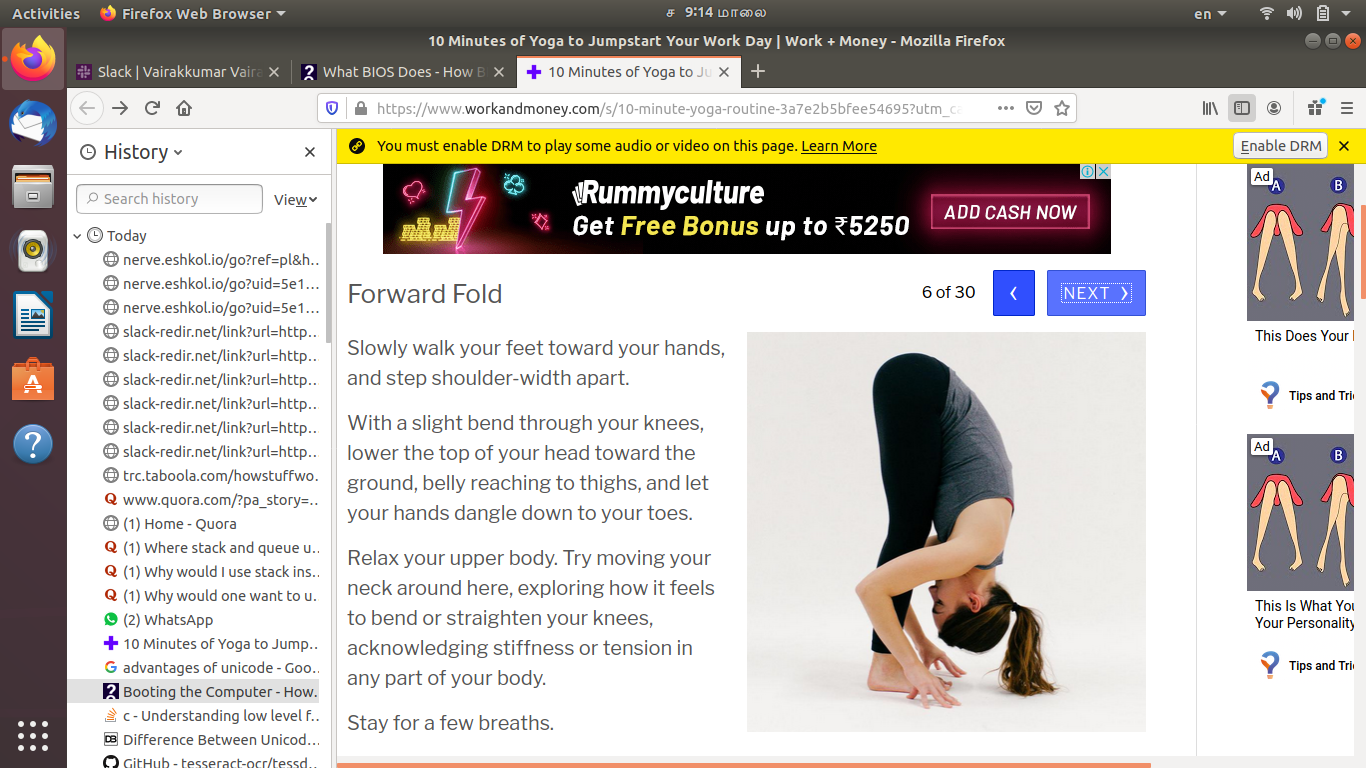 Activities
Firefox Web Browser
ச 9:14 மாலை
en
10 Minutes of Yoga to Jumpstart Your Work Day | Work + Money - Mozilla Firefox
Slack | Vairakkumar Vaira
What BIOS Does - How B
10 Minutes of Yoga to Ju
https://www.workandmoney.com/s/10-minute-yoga-routine-3a7e2b5bfee54695?utm_ca
History
You must enable DRM to play some audio or video on this page. Learn More
Enable DRM
Search history
View
Today
nerve.eshkol.io/go?ref=pl&h…
nerve.eshkol.io/go?uid=5e1…
nerve.eshkol.io/go?uid=5e1…
slack-redir.net/link?url=http…
slack-redir.net/link?url=http…
slack-redir.net/link?url=http…
slack-redir.net/link?url=http…
slack-redir.net/link?url=http…
slack-redir.net/link?url=http…
trc.taboola.com/howstuffwo…
www.quora.com/?pa_story=…
(1) Home - Quora
(1) Where stack and queue u…
(1) Why would I use stack ins…
(1) Why would one want to u…
(2) WhatsApp
10 Minutes of Yoga to Jump…
advantages of unicode - Goo…
Booting the Computer - How…
c - Understanding low level f…
Difference Between Unicod…
GitHub - tesseract-ocr/tessd…
Rummyculture
Get Free Bonus up to ₹5250
ADD CASH NOW
Forward Fold
6 of 30
NEXT
Slowly walk your feet toward your hands,
and step shoulder-width apart.
With a slight bend through your knees,
lower the top of your head toward the
ground, belly reaching to thighs, and let
your hands dangle down to your toes.
Relax your upper body. Try moving your
neck around here, exploring how it feels
to bend or straighten your knees,
acknowledging stiffness or tension in
any part of your body.
Stay for a few breaths.
Ad
A
B
This Does Your
Tips and Tri
Ad
A
B
This Is What You
Your Personality
Tips and Tri